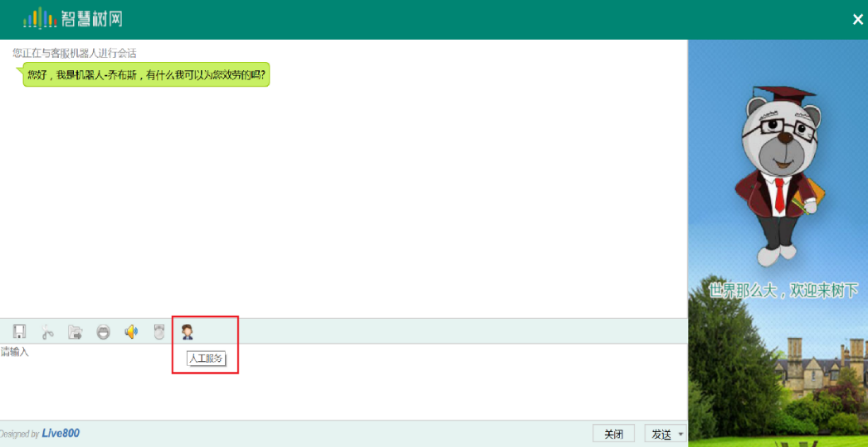 智慧树网
您正在与客服机器人进行会话
您好，我是机器人-乔布斯，有什么我可以为您效劳的吗?
世界那么大，欢迎来树下
人工服务
请输入
Designed by Live800
关闭
发送